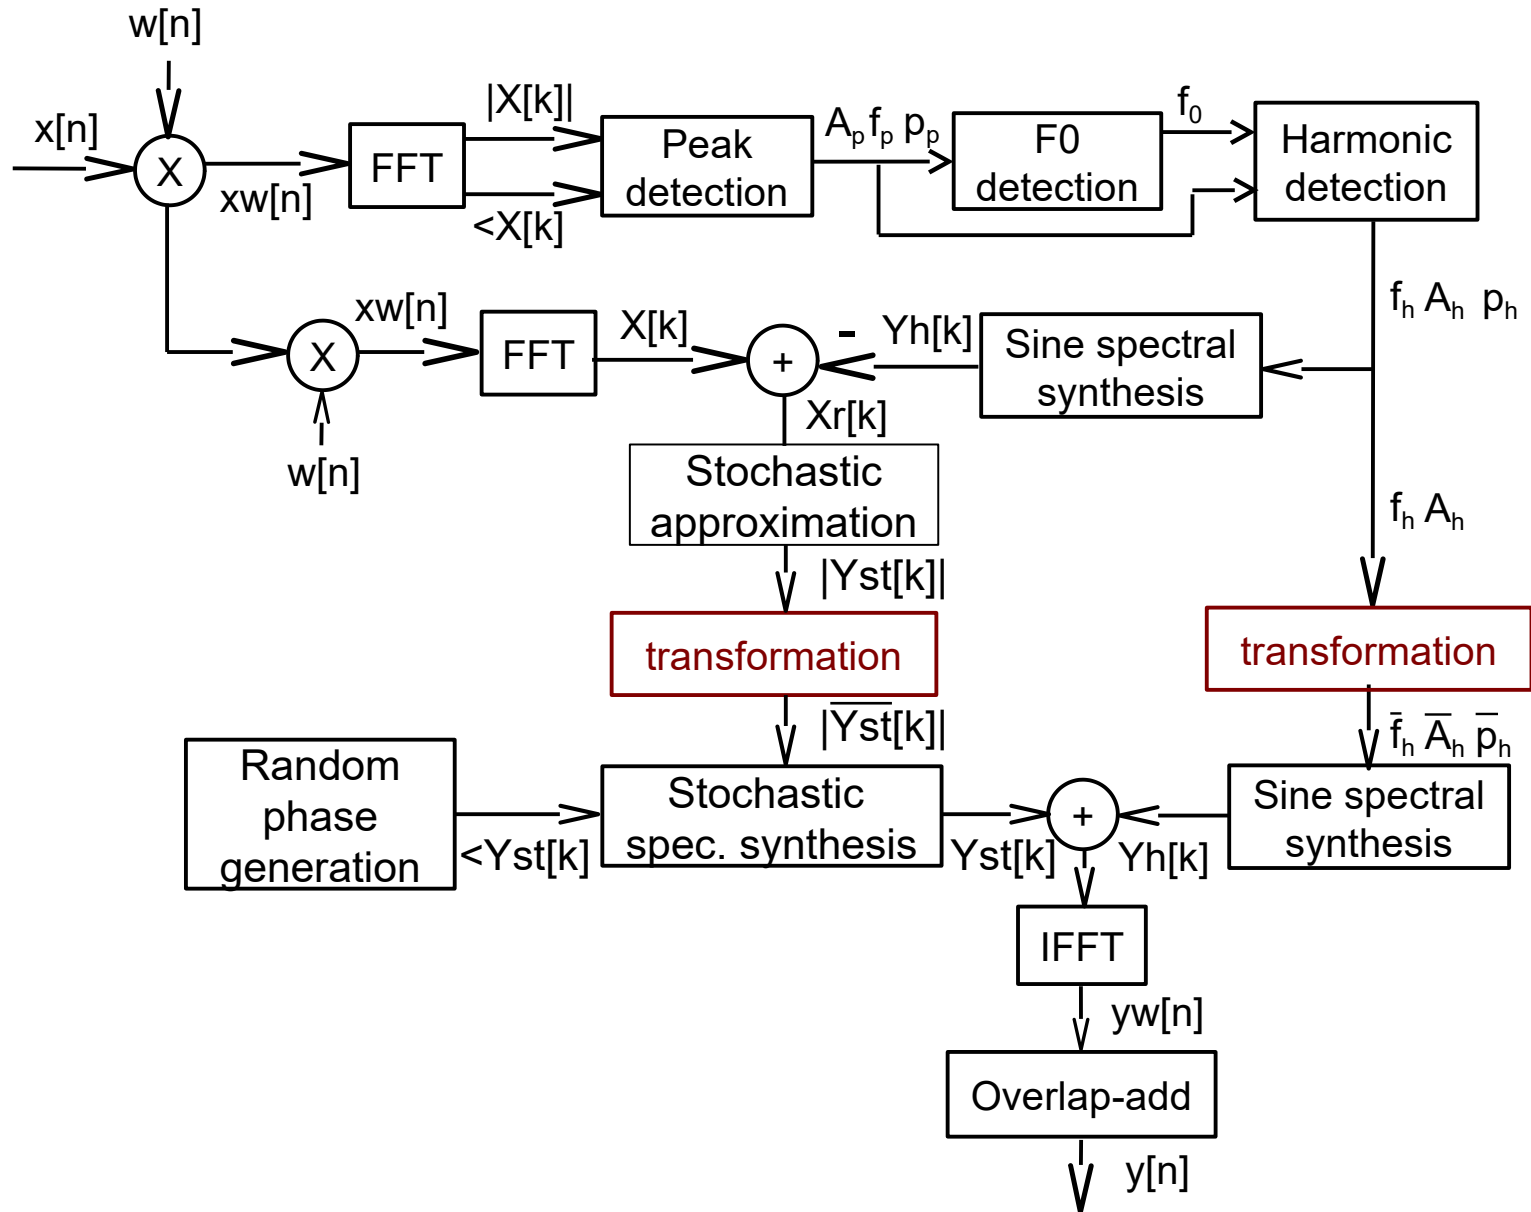 w[n]
x[n]
X
xw[n]
FFT
|X[k]|
<X[k]
Peak
detection
Aₚ fₚ pₚ
F0
detection
f₀
Harmonic
detection
fₕ Aₕ pₕ
xw[n]
X
w[n]
FFT
X[k]
+
-
Yh[k]
Sine spectral
synthesis
Xr[k]
Stochastic
approximation
fₕ Aₕ
|Yst[k]|
transformation
transformation
|Y̅s̅t̅[k]|
f̄ₕ A̅ₕ p̅ₕ
Random
phase
generation
<Yst[k]
Stochastic
spec. synthesis
Yst[k]
+
Yh[k]
Sine spectral
synthesis
IFFT
yw[n]
Overlap-add
y[n]